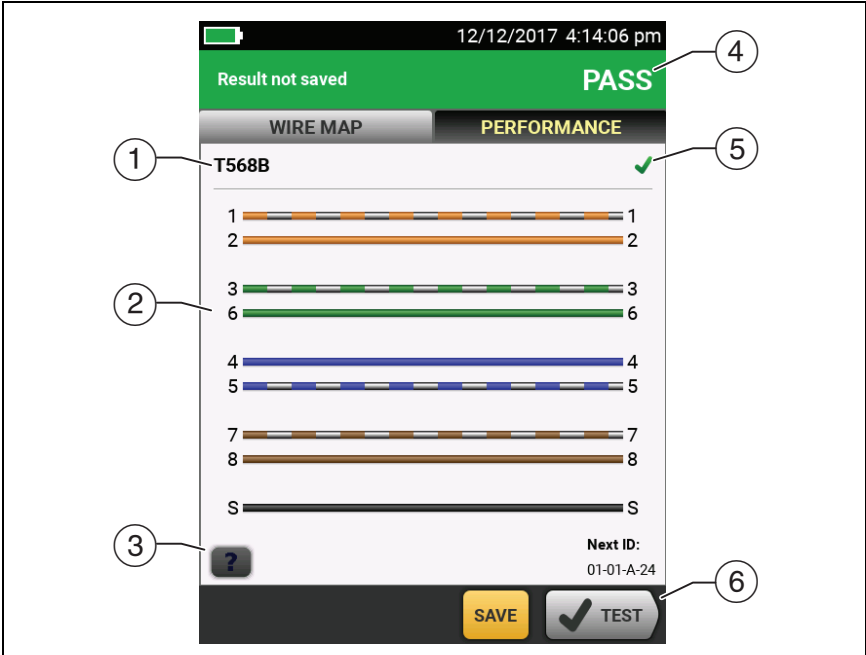 12/12/2017 4:14:06 pm
4
Result not saved
PASS
WIRE MAP
PERFORMANCE
1
T568B
5
1 1
2 2
2
3 3
6 6
4 4
5 5
7 7
8 8
S S
3
?
Next ID:
01-01-A-24
6
SAVE
TEST